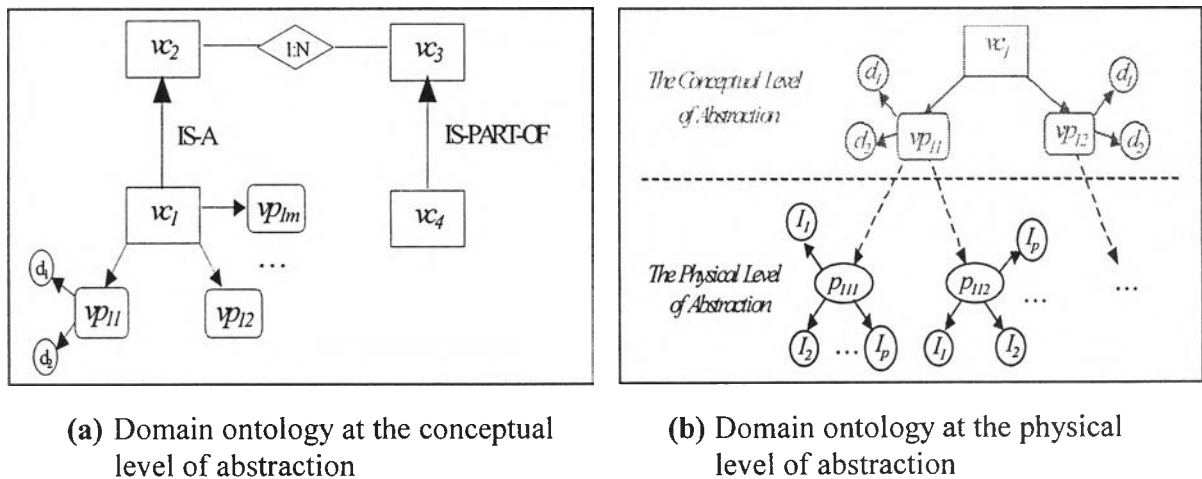 vc2
1:N
vc3
IS-A
IS-PART-OF
vc1
vp1m
vc4
d1
...
vp11
vp12
d2
(a) Domain ontology at the conceptual
level of abstraction
vc1
The Conceptual Level
of Abstraction
d1
d1
d2
vp11
vp12
d2
I1
Ip
The Physical Level
of Abstraction
p111
p112
...
...
I2
...
Ip
I1
I2
(b) Domain ontology at the physical
level of abstraction